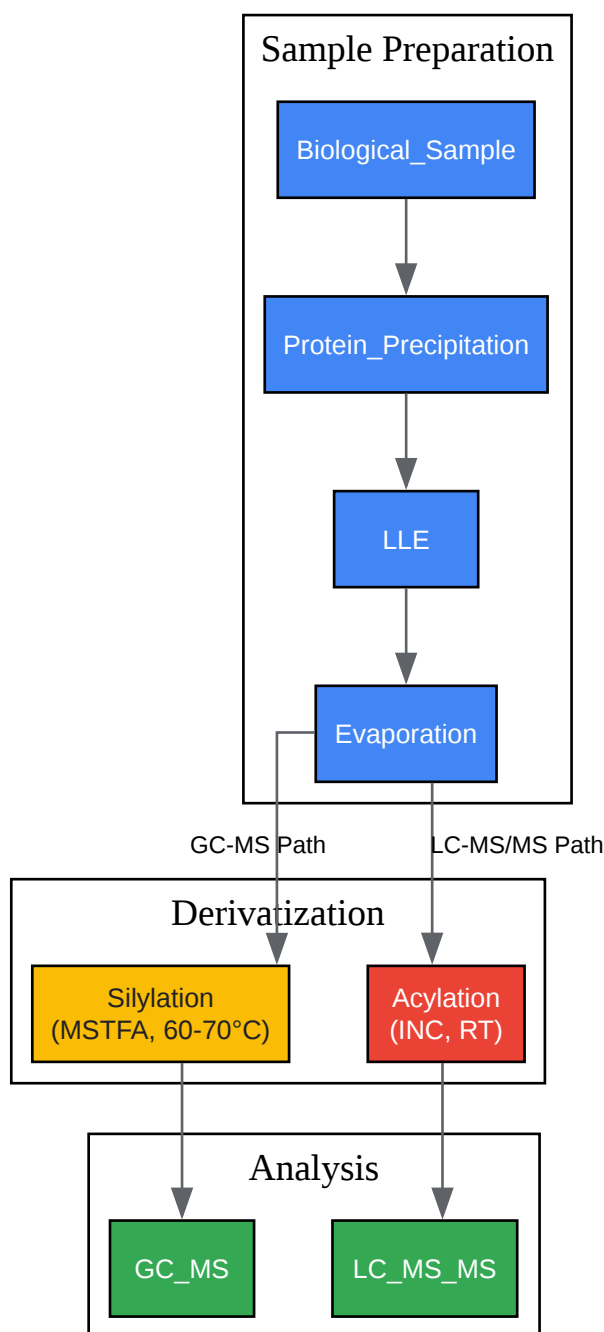 Sample Preparation
Biological_Sample
Protein_Precipitation
LLE
Evaporation
GC-MS Path
LC-MS/MS Path
Derivatization
Silylation
(MSTFA, 60-70°C)
Acylation
(INC, RT)
Analysis
GC_MS
LC_MS_MS